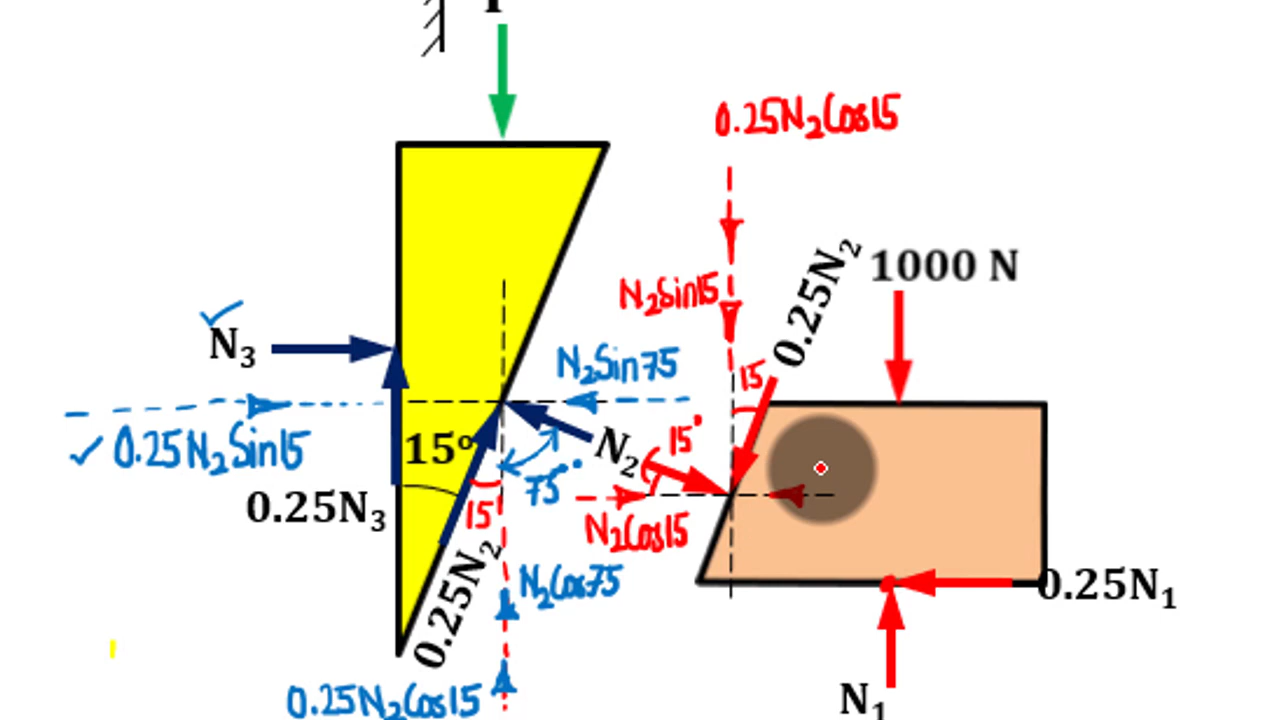 0.25N₂Cos15
1000 N
0.25N₂
N₂Sin15
15
N₃
N₂Sin75
✓ 0.25N₂Sin15
15°
N₂
15°
75°
0.25N₃
15
N₂Cos15
0.25N₂
N₂Cos75
0.25N₁
0.25N₂Cos15
N₁